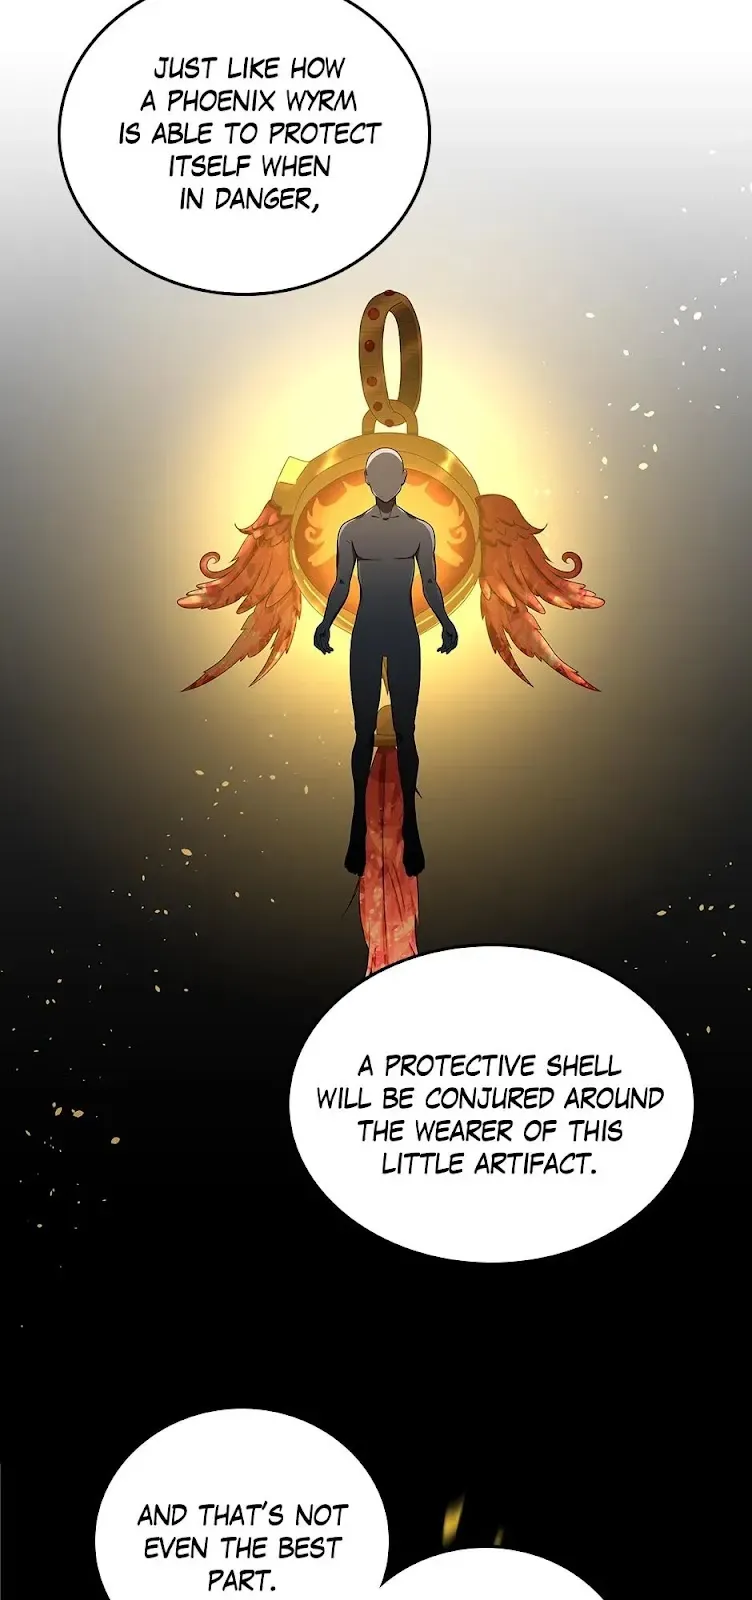 JUST LIKE HOW
A PHOENIX WYRM
IS ABLE TO PROTECT
ITSELF WHEN
IN DANGER,
A PROTECTIVE SHELL
WILL BE CONJURED AROUND
THE WEARER OF THIS
LITTLE ARTIFACT.
AND THAT'S NOT
EVEN THE BEST
PART.